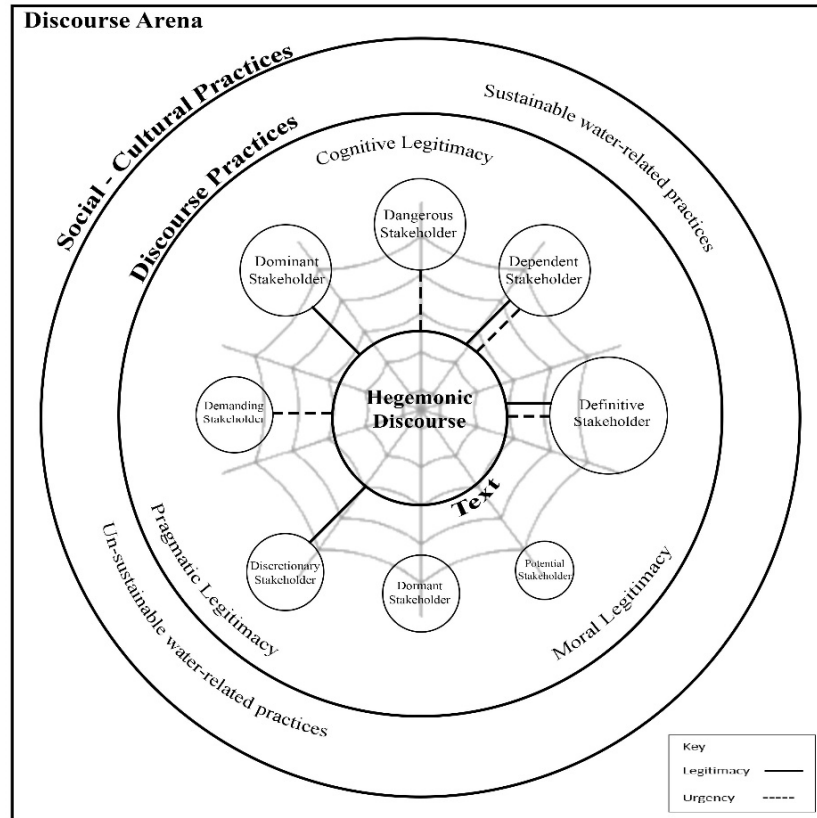 Discourse Arena
Social - Cultural Practices
Sustainable water-related practices
Discourse Practices
Cognitive Legitimacy
Dangerous
Stakeholder
Dominant
Stakeholder
Dependent
Stakeholder
Hegemonic
Discourse
Demanding
Stakeholder
Definitive
Stakeholder
Text
Pragmatic Legitimacy
Discretionary
Stakeholder
Dormant
Stakeholder
Potential
Stakeholder
Moral Legitimacy
Un-sustainable water-related practices
Key
Legitimacy
Urgency